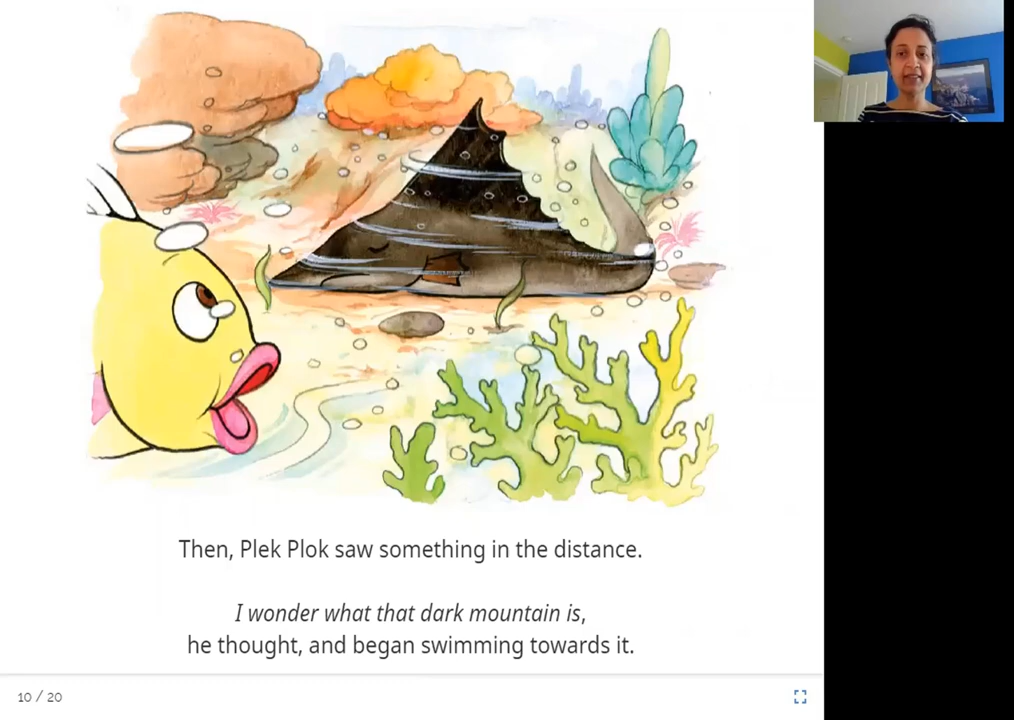 Then, Plek Plok saw something in the distance.
I wonder what that dark mountain is,
he thought, and began swimming towards it.
10 / 20